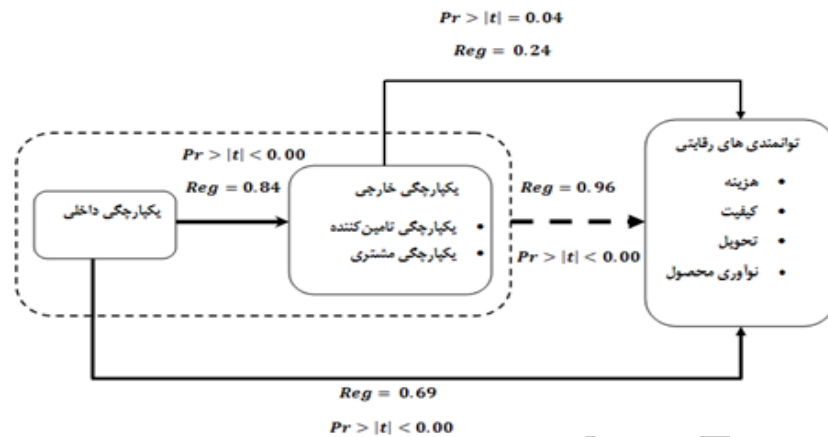 Pr > |t| = 0.04
Reg = 0.24
توانمندی های رقابتی
• هزینه
• کیفیت
• تحویل
• نوآوری محصول
Pr > |t| < 0.00
Reg = 0.84
یکپارچگی خارجی
• یکپارچگی تامین‌کننده
• یکپارچگی مشتری
یکپارچگی داخلی
Reg = 0.96
Pr > |t| < 0.00
Reg = 0.69
Pr > |t| < 0.00